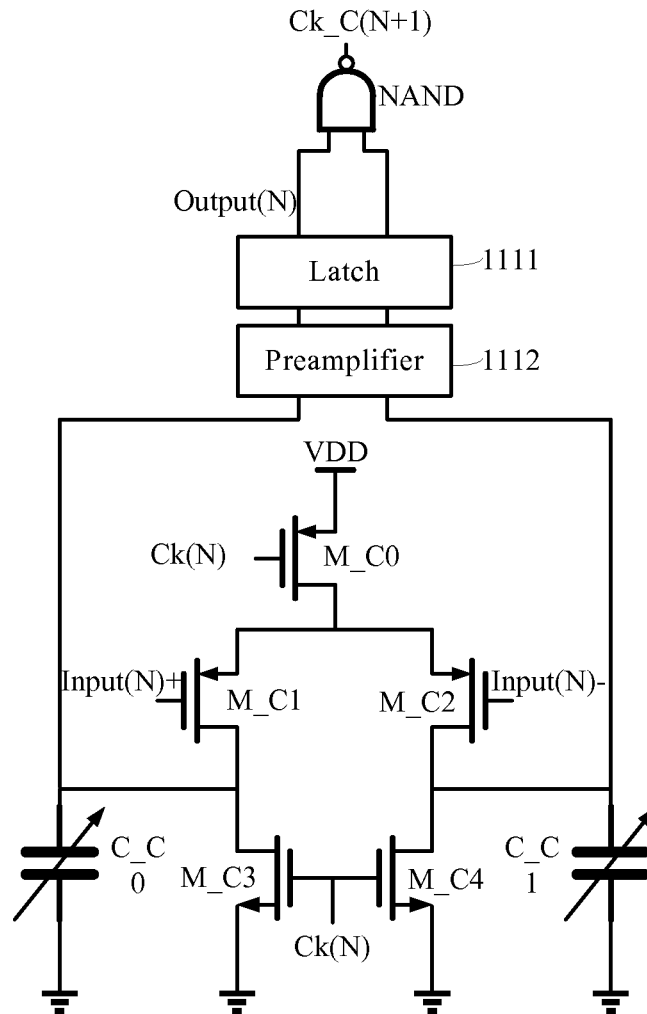 Ck_C(N+1)
NAND
Output(N)
Latch
1111
Preamplifier
1112
VDD
Ck(N)
M_C0
Input(N)+
M_C1
M_C2
Input(N)-
C_C
0
M_C3
M_C4
C_C
1
Ck(N)